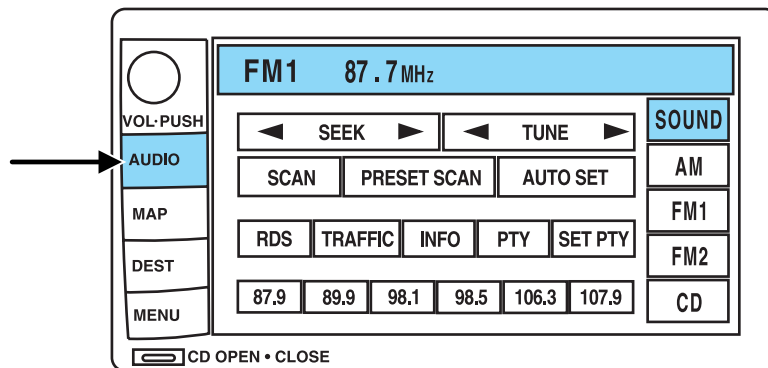 VOL·PUSH
AUDIO
MAP
DEST
MENU
FM1 87.7 MHz
◄ SEEK ► ◄ TUNE ►
SCAN PRESET SCAN AUTO SET
RDS TRAFFIC INFO PTY SET PTY
87.9 89.9 98.1 98.5 106.3 107.9
SOUND
AM
FM1
FM2
CD
CD OPEN • CLOSE